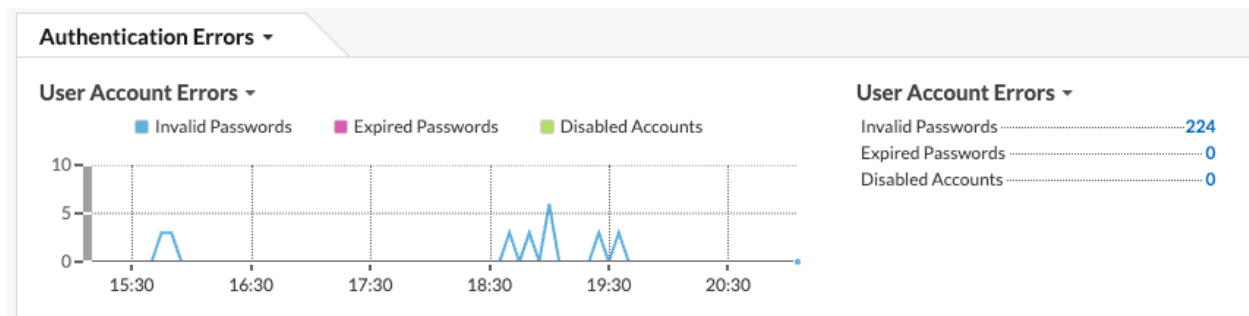 Authentication Errors
User Account Errors
Invalid Passwords Expired Passwords Disabled Accounts
10
5
0
15:30 16:30 17:30 18:30 19:30 20:30
User Account Errors
Invalid Passwords 224
Expired Passwords 0
Disabled Accounts 0